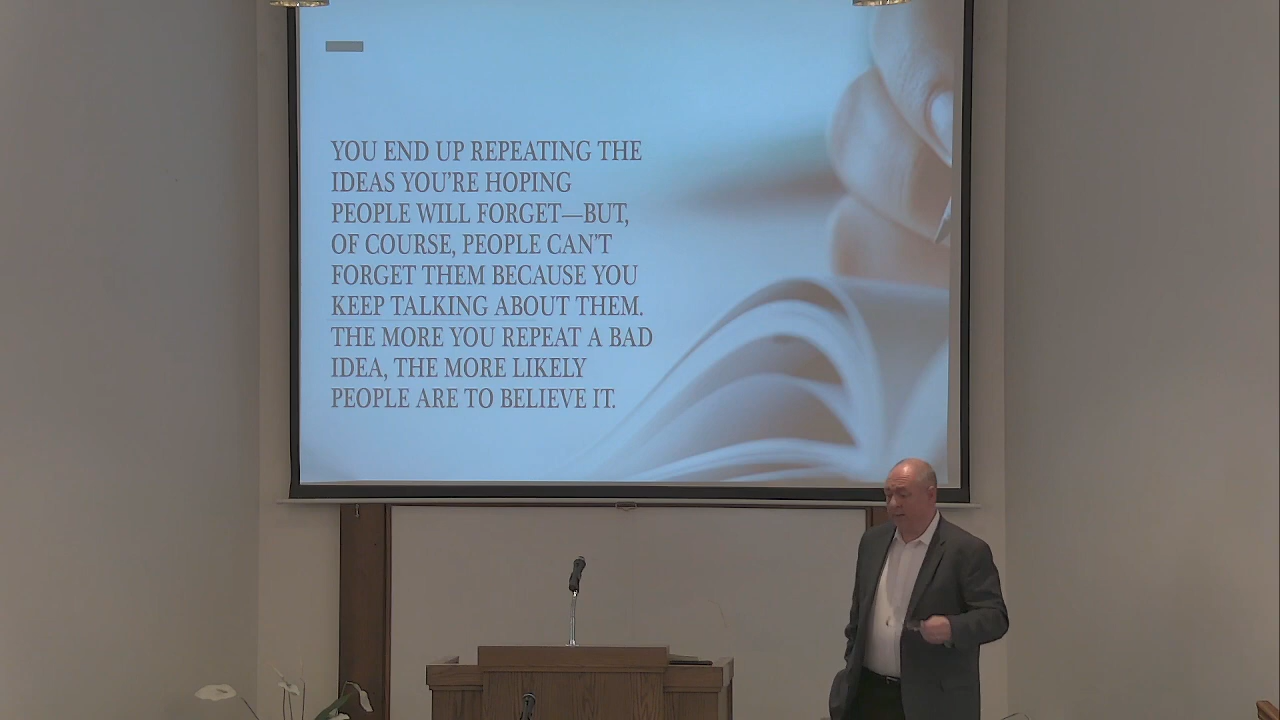 YOU END UP REPEATING THE
IDEAS YOU'RE HOPING
PEOPLE WILL FORGET—BUT,
OF COURSE, PEOPLE CAN'T
FORGET THEM BECAUSE YOU
KEEP TALKING ABOUT THEM.
THE MORE YOU REPEAT A BAD
IDEA, THE MORE LIKELY
PEOPLE ARE TO BELIEVE IT.